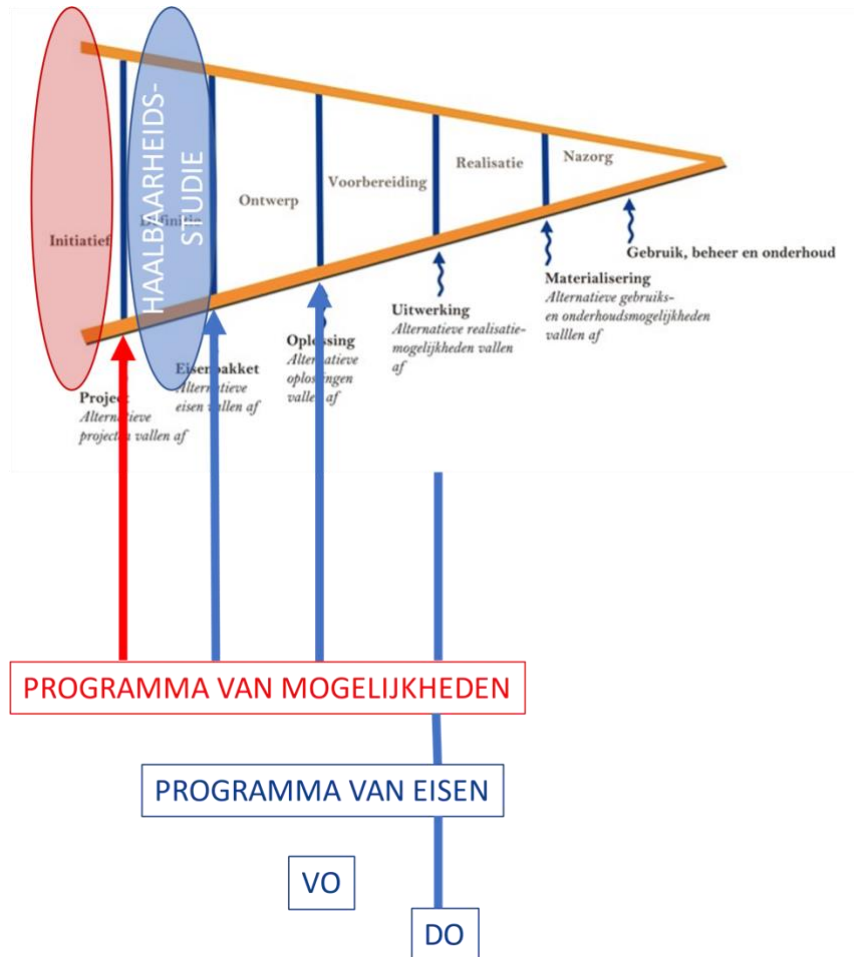 HAALBAARHEIDS-
STUDIE
Initiatief
Definitie
Ontwerp
Voorbereiding
Realisatie
Nazorg
Project
Alternatieve
projecten vallen af
Eisenpakket
Alternatieve
eisen vallen af
Oplossing
Alternatieve
oplossingen
vallen af
Uitwerking
Alternatieve realisatie-
mogelijkheden vallen
af
Materialisering
Alternatieve gebruiks-
en onderhoudsmogelijkheden
valllen af
Gebruik, beheer en onderhoud
PROGRAMMA VAN MOGELIJKHEDEN
PROGRAMMA VAN EISEN
VO
DO